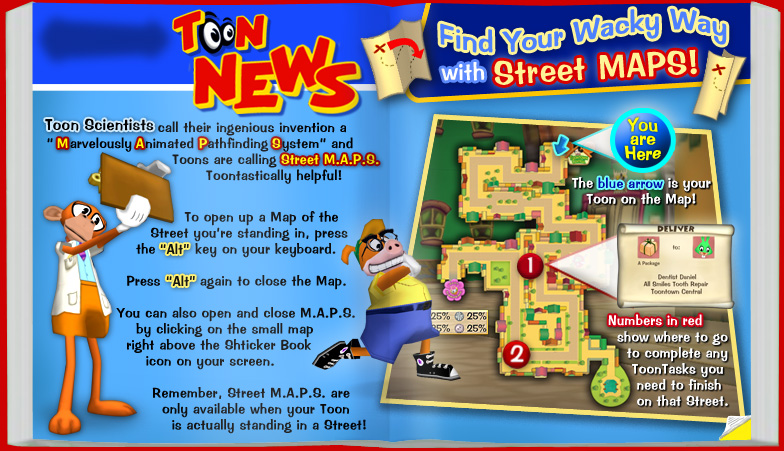 TOON
NEWS
Toon Scientists call their ingenious invention a
"Marvelously Animated Pathfinding System" and
Toons are calling Street M.A.P.S.
Toontastically helpful!
To open up a Map of the
Street you're standing in, press
the "Alt" key on your keyboard.
Press "Alt" again to close the Map.
You can also open and close M.A.P.S.
by clicking on the small map
right above the Shticker Book
icon on your screen.
Remember, Street M.A.P.S. are
only available when your Toon
is actually standing in a Street!
Find Your Wacky Way
with Street MAPS!
You
are
Here
The blue arrow is your
Toon on the Map!
DELIVER
to:
A Package
Dentist Daniel
All Smiles Tooth Repair
Toontown Central
1
25% 25%
25% 25%
2
Numbers in red
show where to go
to complete any
ToonTasks you
need to finish
on that Street.